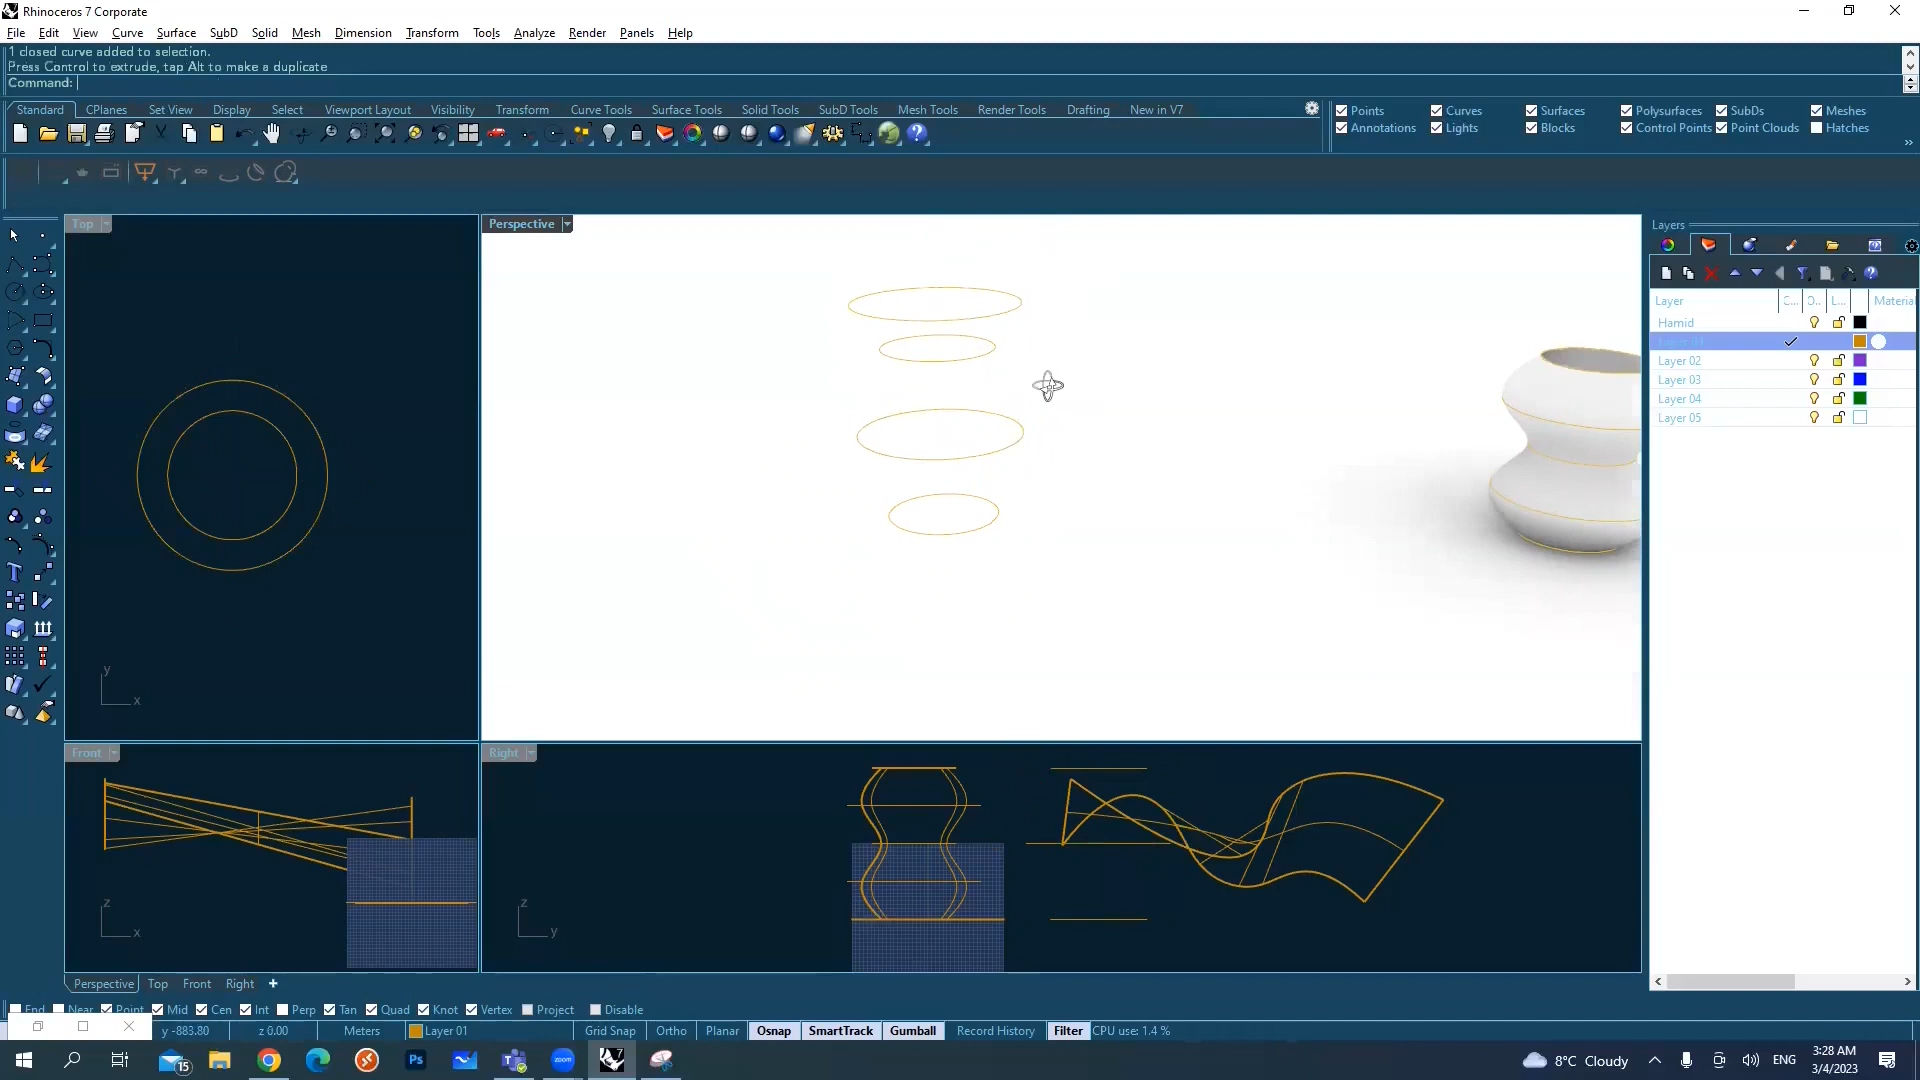 Rhinoceros 7 Corporate
File Edit View Curve Surface SubD Solid Mesh Dimension Transform Tools Analyze Render Panels Help
1 closed curve added to selection.
Press Control to extrude, tap Alt to make a duplicate
Command:
Standard CPlanes Set View Display Select Viewport Layout Visibility Transform Curve Tools Surface Tools Solid Tools SubD Tools Mesh Tools Render Tools Drafting New in V7
Points Curves Surfaces Polysurfaces SubDs Meshes
Annotations Lights Blocks Control Points Point Clouds Hatches
Top
y
x
Perspective
Front
z
x
Right
z
y
Layers
Layer C... O.. L... Materia
Hamid
Layer 01
Layer 02
Layer 03
Layer 04
Layer 05
Perspective Top Front Right
End Near Point Mid Cen Int Perp Tan Quad Knot Vertex Project Disable
y -883.80 z 0.00 Meters Layer 01 Grid Snap Ortho Planar Osnap SmartTrack Gumball Record History Filter CPU use: 1.4 %
15
Ps
zoom
7
8°C Cloudy
ENG
3:28 AM
3/4/2023